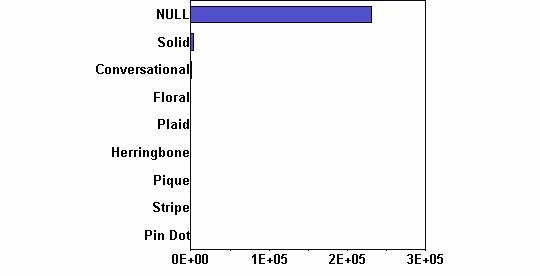 NULL
Solid
Conversational
Floral
Plaid
Herringbone
Pique
Stripe
Pin Dot
0E+00 1E+05 2E+05 3E+05